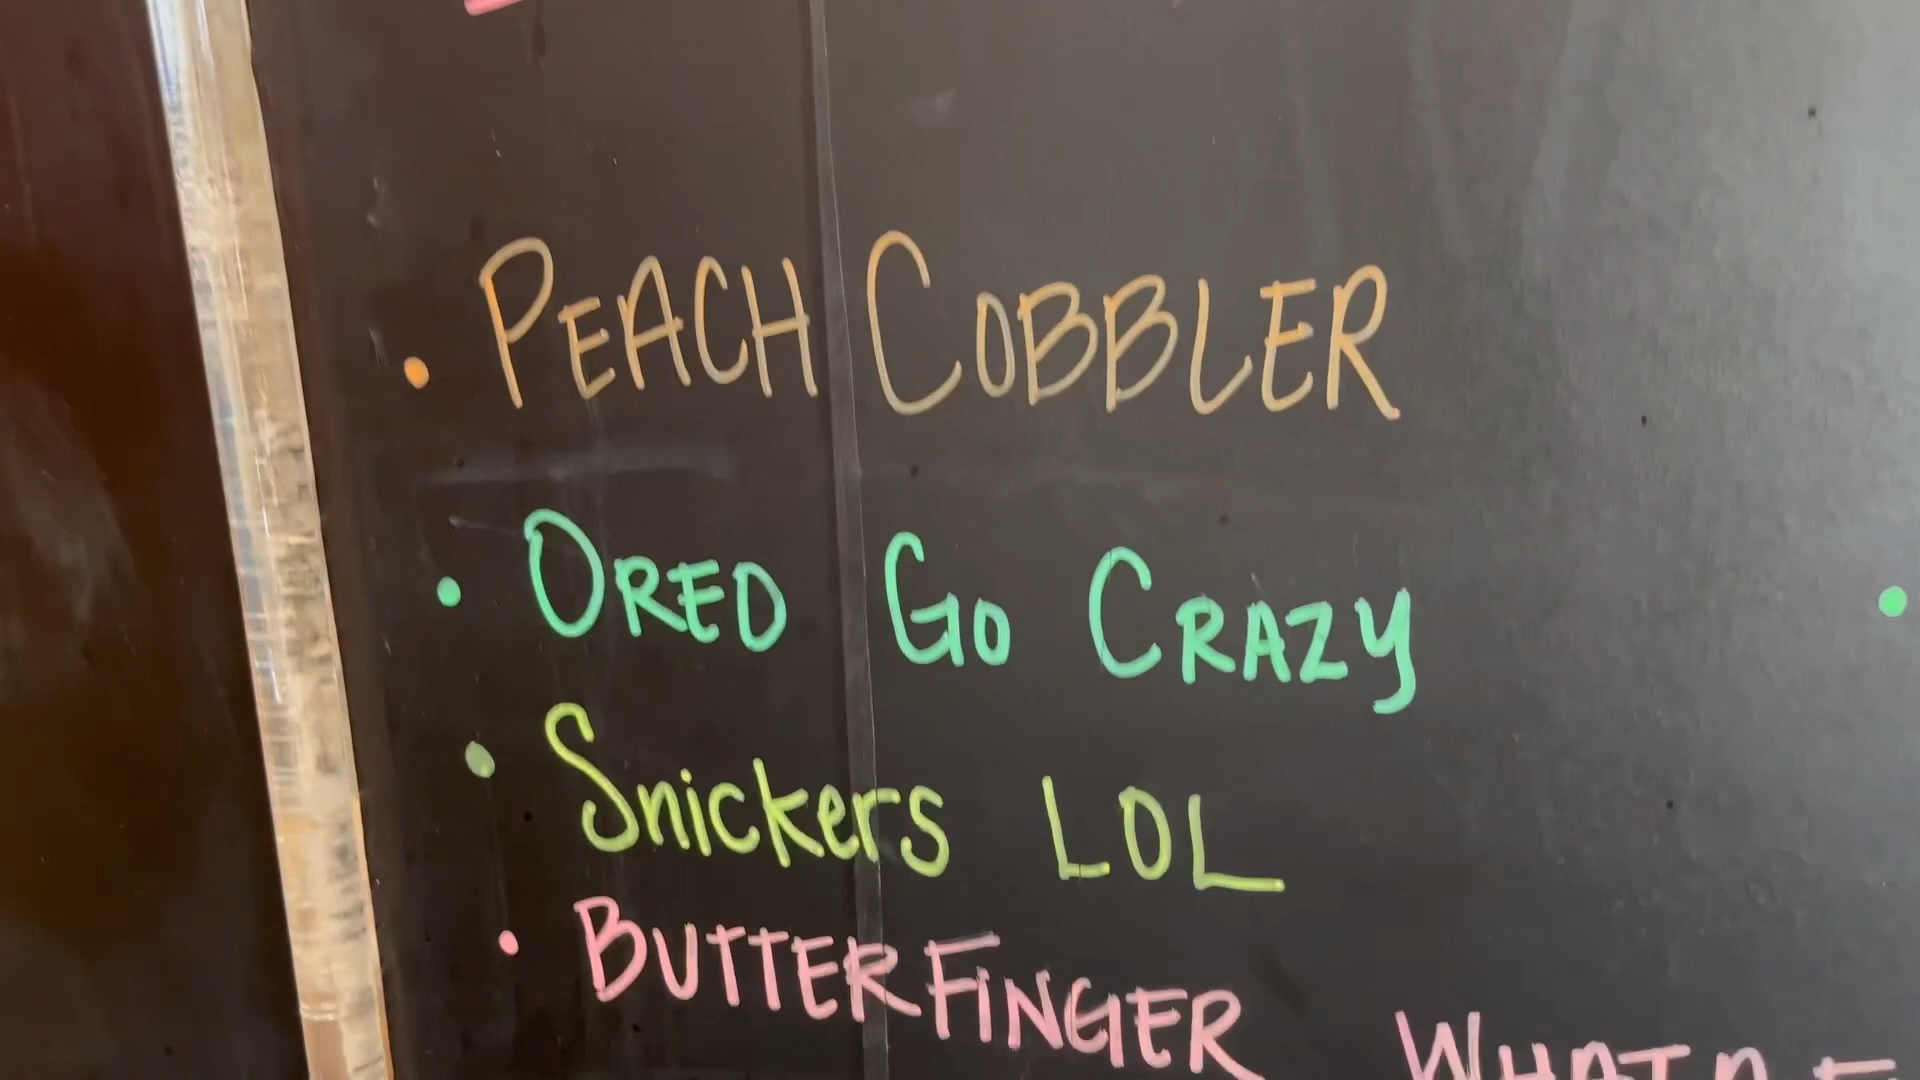 • PEACH COBBLER
• OREO GO CRAZY
• Snickers LOL
• BUTTERFINGER